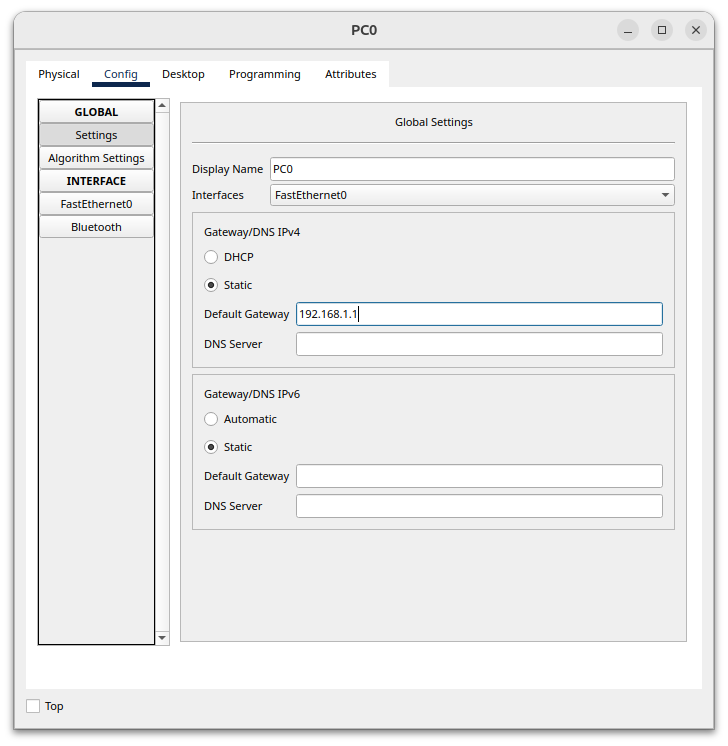 PC0
Physical Config Desktop Programming Attributes
GLOBAL
Settings
Algorithm Settings
INTERFACE
FastEthernet0
Bluetooth
Global Settings
Display Name PC0
Interfaces FastEthernet0
Gateway/DNS IPv4
DHCP
Static
Default Gateway 192.168.1.1
DNS Server
Gateway/DNS IPv6
Automatic
Static
Default Gateway
DNS Server
Top